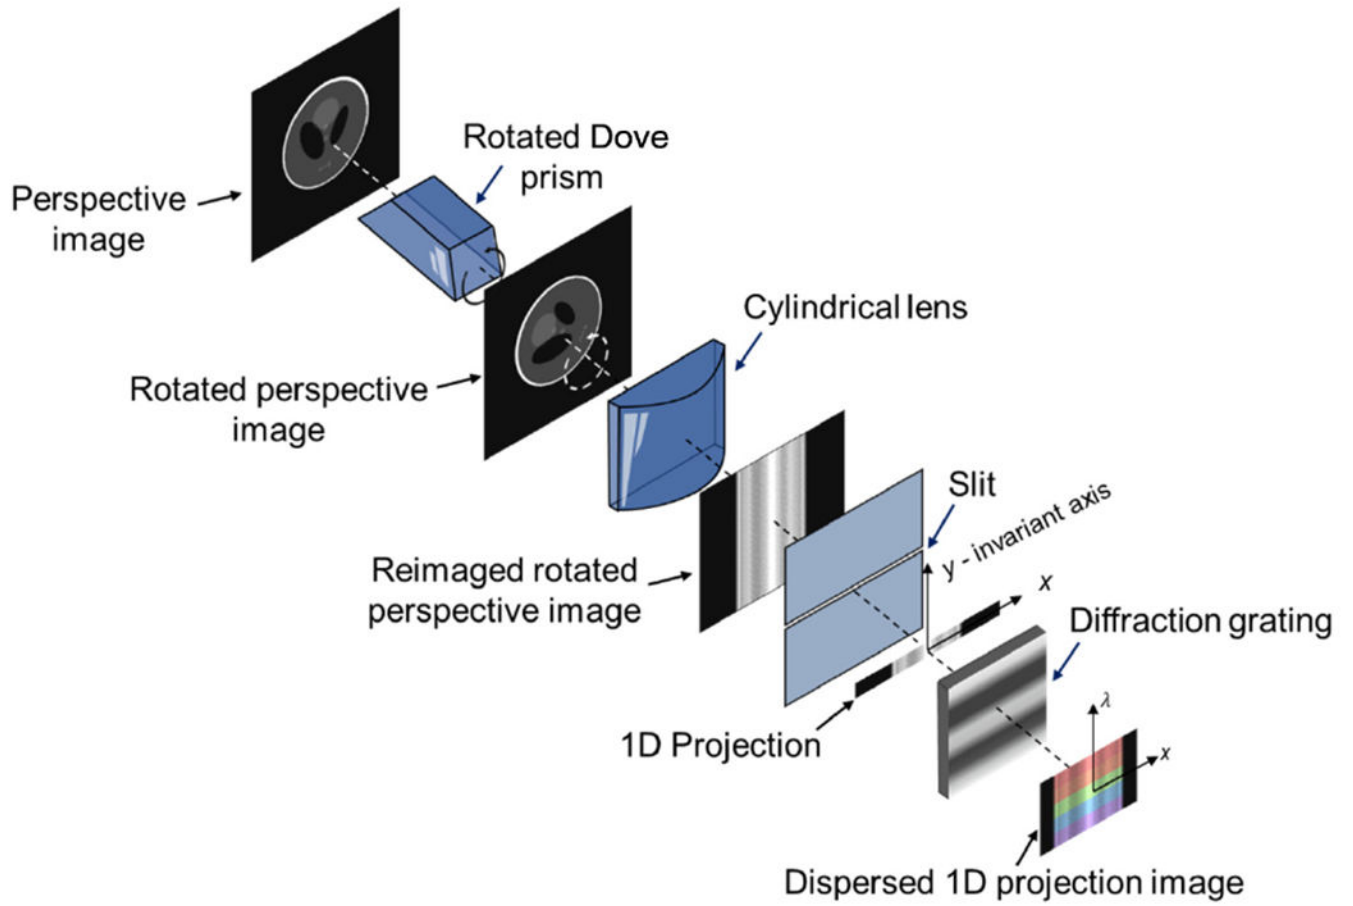 Rotated Dove
prism
Perspective
image
Cylindrical lens
Rotated perspective
image
Slit
y - invariant axis
Reimaged rotated
perspective image
x
Diffraction grating
1D Projection
λ
x
Dispersed 1D projection image